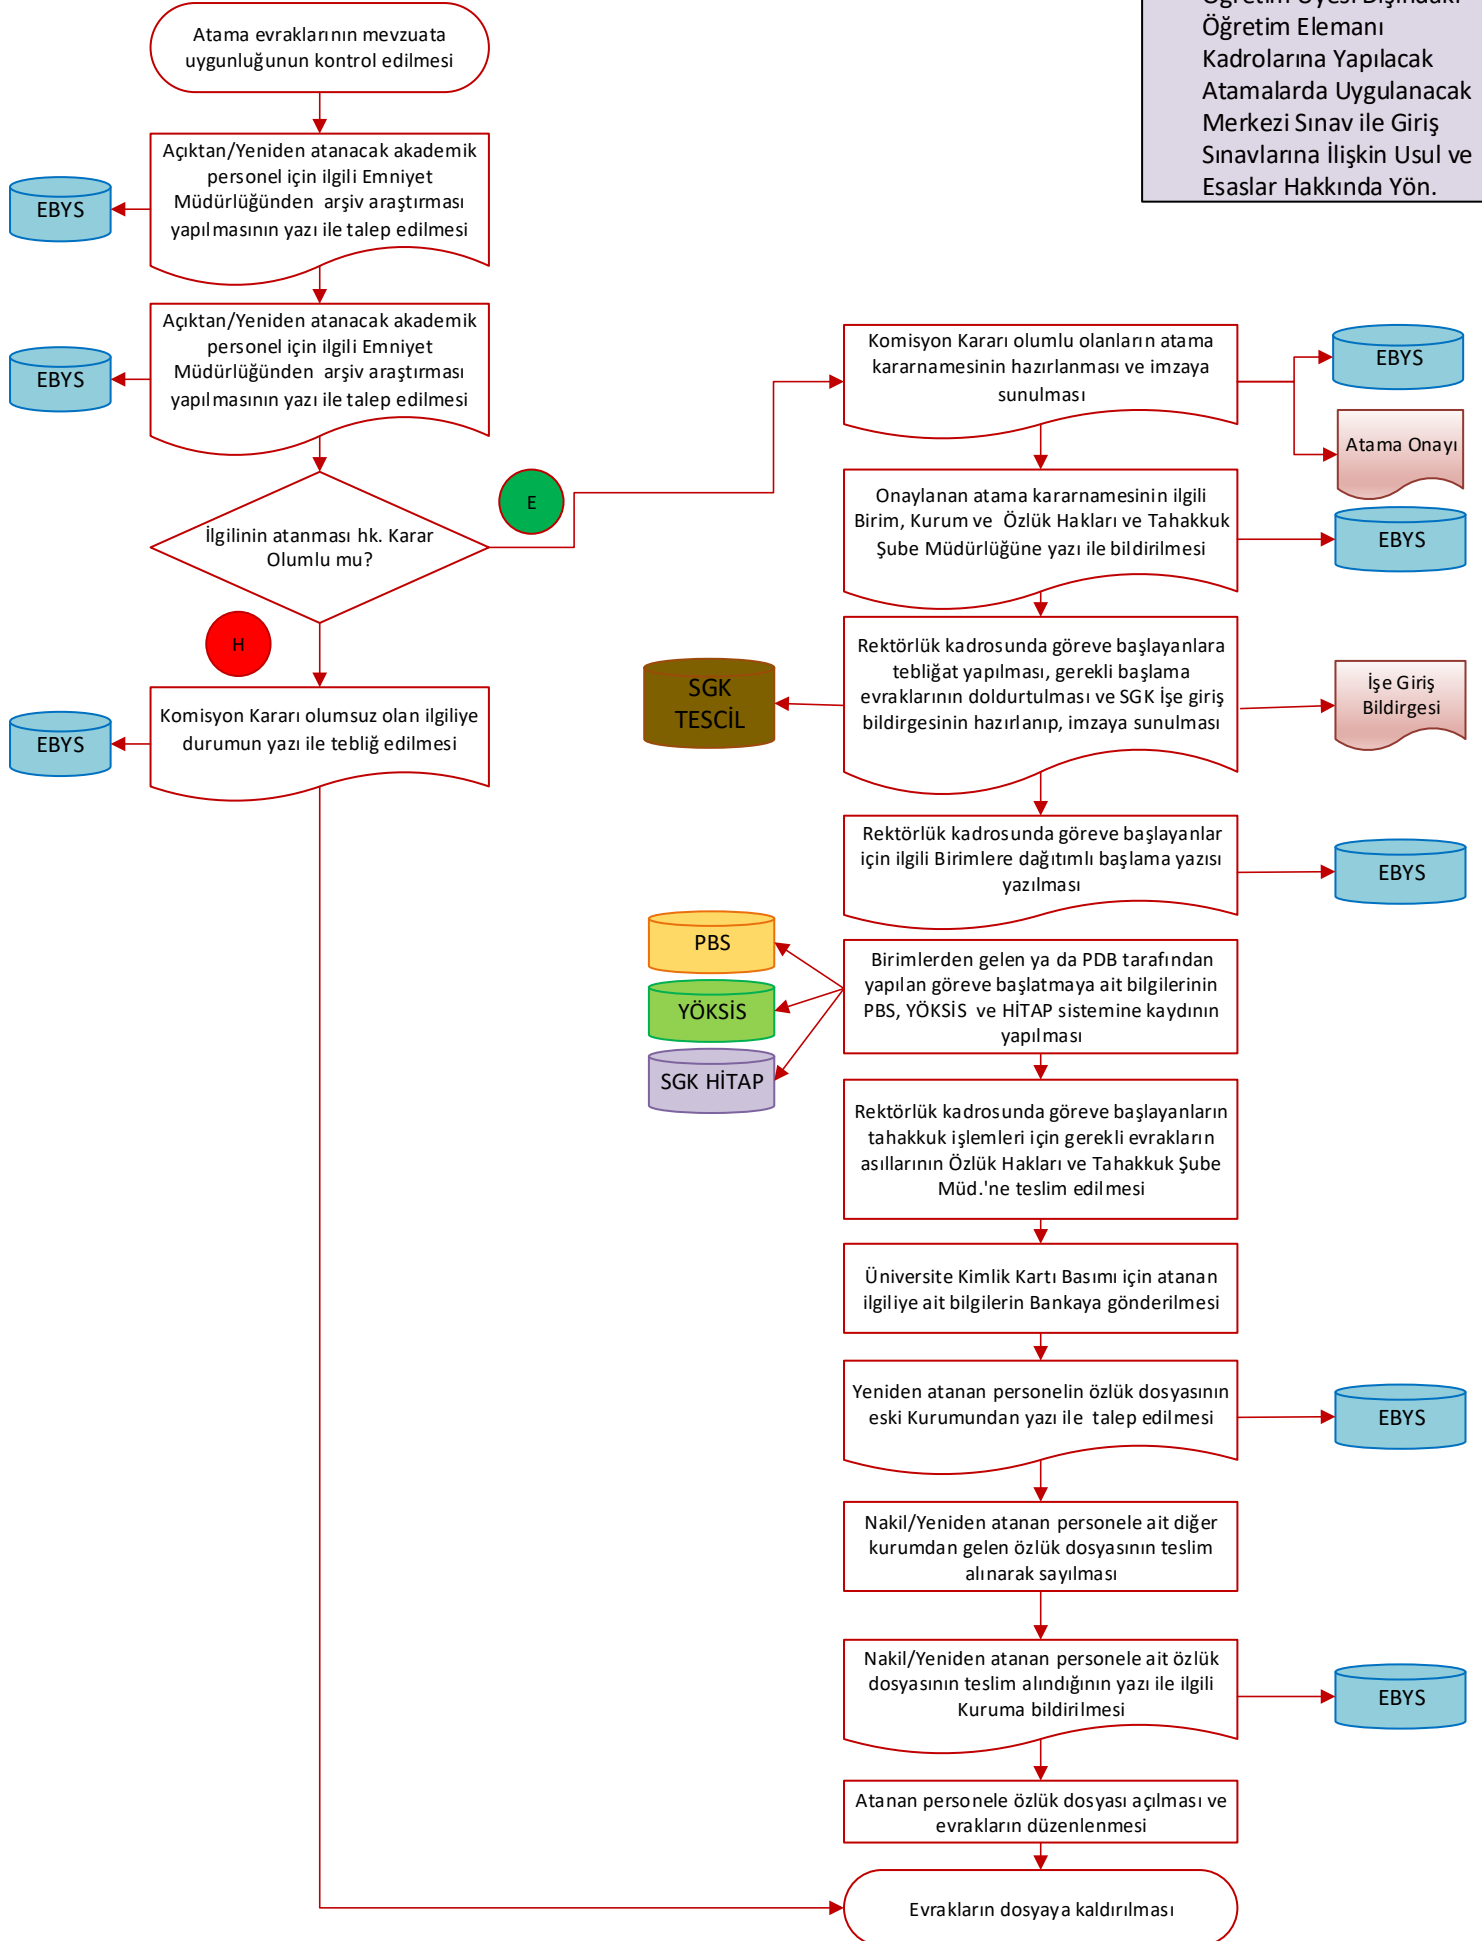 Öğretim Üyesi Dışındaki
Öğretim Elemanı
Kadrolarına Yapılacak
Atamalarda Uygulanacak
Merkezi Sınav ile Giriş
Sınavlarına İlişkin Usul ve
Esaslar Hakkında Yön.
Atama evraklarının mevzuata
uygunluğunun kontrol edilmesi
Açıktan/Yeniden atanacak akademik
personel için ilgili Emniyet
Müdürlüğünden arşiv araştırması
yapılmasının yazı ile talep edilmesi
EBYS
Açıktan/Yeniden atanacak akademik
personel için ilgili Emniyet
Müdürlüğünden arşiv araştırması
yapılmasının yazı ile talep edilmesi
EBYS
İlgilinin atanması hk. Karar
Olumlu mu?
E
H
Komisyon Kararı olumsuz olan ilgiliye
durumun yazı ile tebliğ edilmesi
EBYS
Komisyon Kararı olumlu olanların atama
kararnamesinin hazırlanması ve imzaya
sunulması
EBYS
Atama Onayı
Onaylanan atama kararnamesinin ilgili
Birim, Kurum ve Özlük Hakları ve Tahakkuk
Şube Müdürlüğüne yazı ile bildirilmesi
EBYS
Rektörlük kadrosunda göreve başlayanlara
tebliğat yapılması, gerekli başlama
evraklarının doldurtulması ve SGK İşe giriş
bildirgesinin hazırlanıp, imzaya sunulması
SGK
TESCİL
İşe Giriş
Bildirgesi
Rektörlük kadrosunda göreve başlayanlar
için ilgili Birimlere dağıtımlı başlama yazısı
yazılması
EBYS
Birimlerden gelen ya da PDB tarafından
yapılan göreve başlatmaya ait bilgilerinin
PBS, YÖKSİS ve HİTAP sistemine kaydının
yapılması
PBS
YÖKSİS
SGK HİTAP
Rektörlük kadrosunda göreve başlayanların
tahakkuk işlemleri için gerekli evrakların
asıllarının Özlük Hakları ve Tahakkuk Şube
Müd.'ne teslim edilmesi
Üniversite Kimlik Kartı Basımı için atanan
ilgiliye ait bilgilerin Bankaya gönderilmesi
Yeniden atanan personelin özlük dosyasının
eski Kurumundan yazı ile talep edilmesi
EBYS
Nakil/Yeniden atanan personele ait diğer
kurumdan gelen özlük dosyasının teslim
alınarak sayılması
Nakil/Yeniden atanan personele ait özlük
dosyasının teslim alındığının yazı ile ilgili
Kuruma bildirilmesi
EBYS
Atanan personele özlük dosyası açılması ve
evrakların düzenlenmesi
Evrakların dosyaya kaldırılması